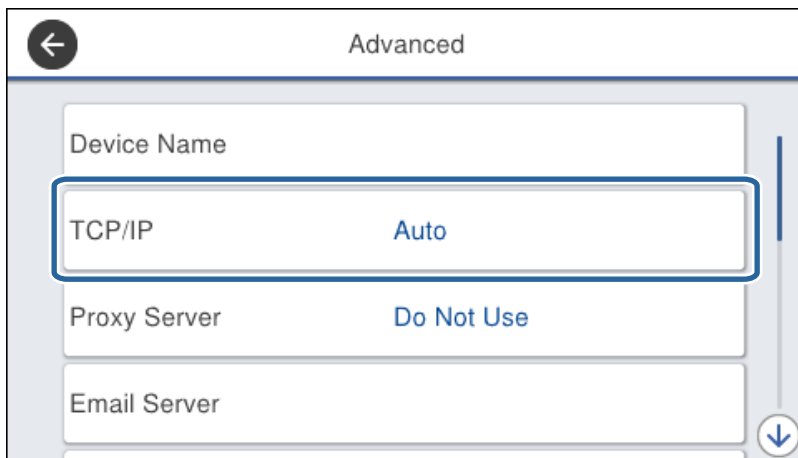 Advanced
Device Name
TCP/IP Auto
Proxy Server Do Not Use
Email Server